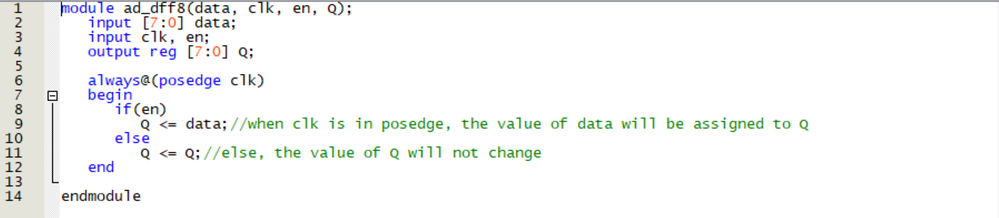 1 module ad_dff8(data, clk, en, Q);
2 input [7:0] data;
3 input clk, en;
4 output reg [7:0] Q;
5
6 always@(posedge clk)
7 begin
8 if(en)
9 Q <= data;//when clk is in posedge, the value of data will be assigned to Q
10 else
11 Q <= Q;//else, the value of Q will not change
12 end
13
14 endmodule